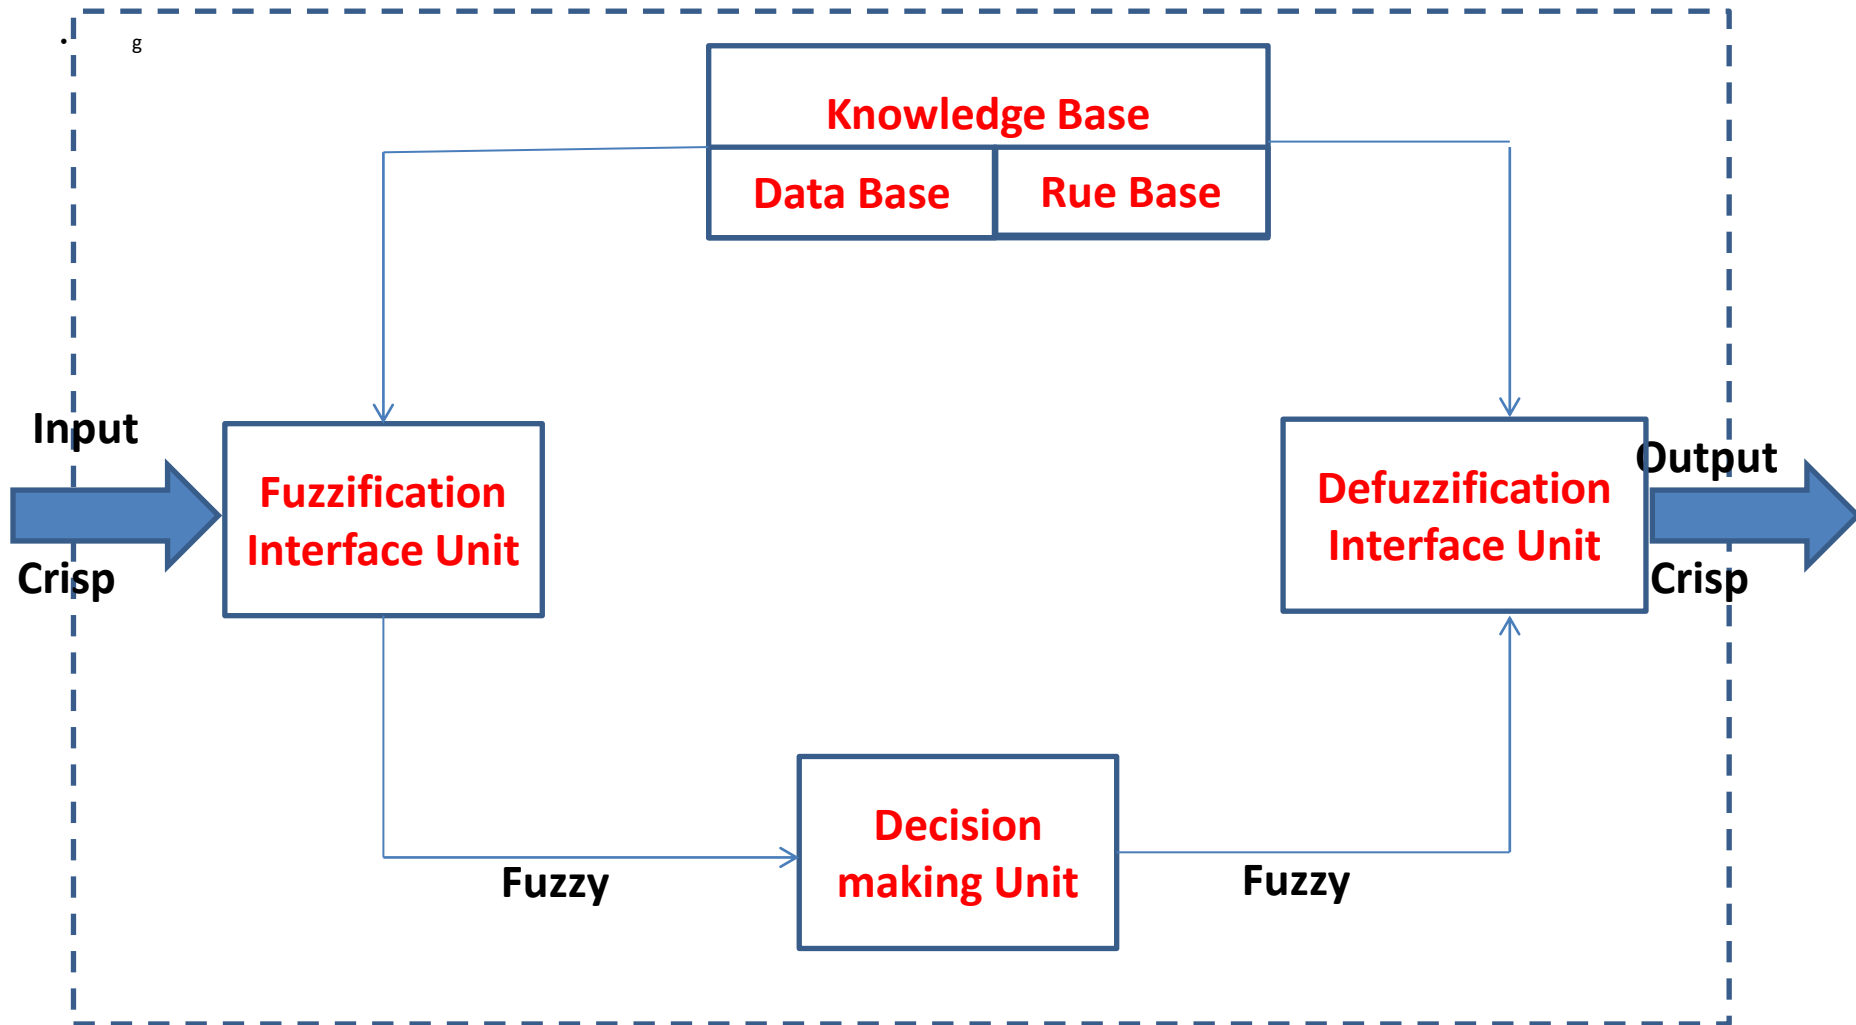 • g
Knowledge Base
Data Base
Rue Base
Input
Crisp
Fuzzification
Interface Unit
Defuzzification
Interface Unit
Output
Crisp
Decision
making Unit
Fuzzy
Fuzzy